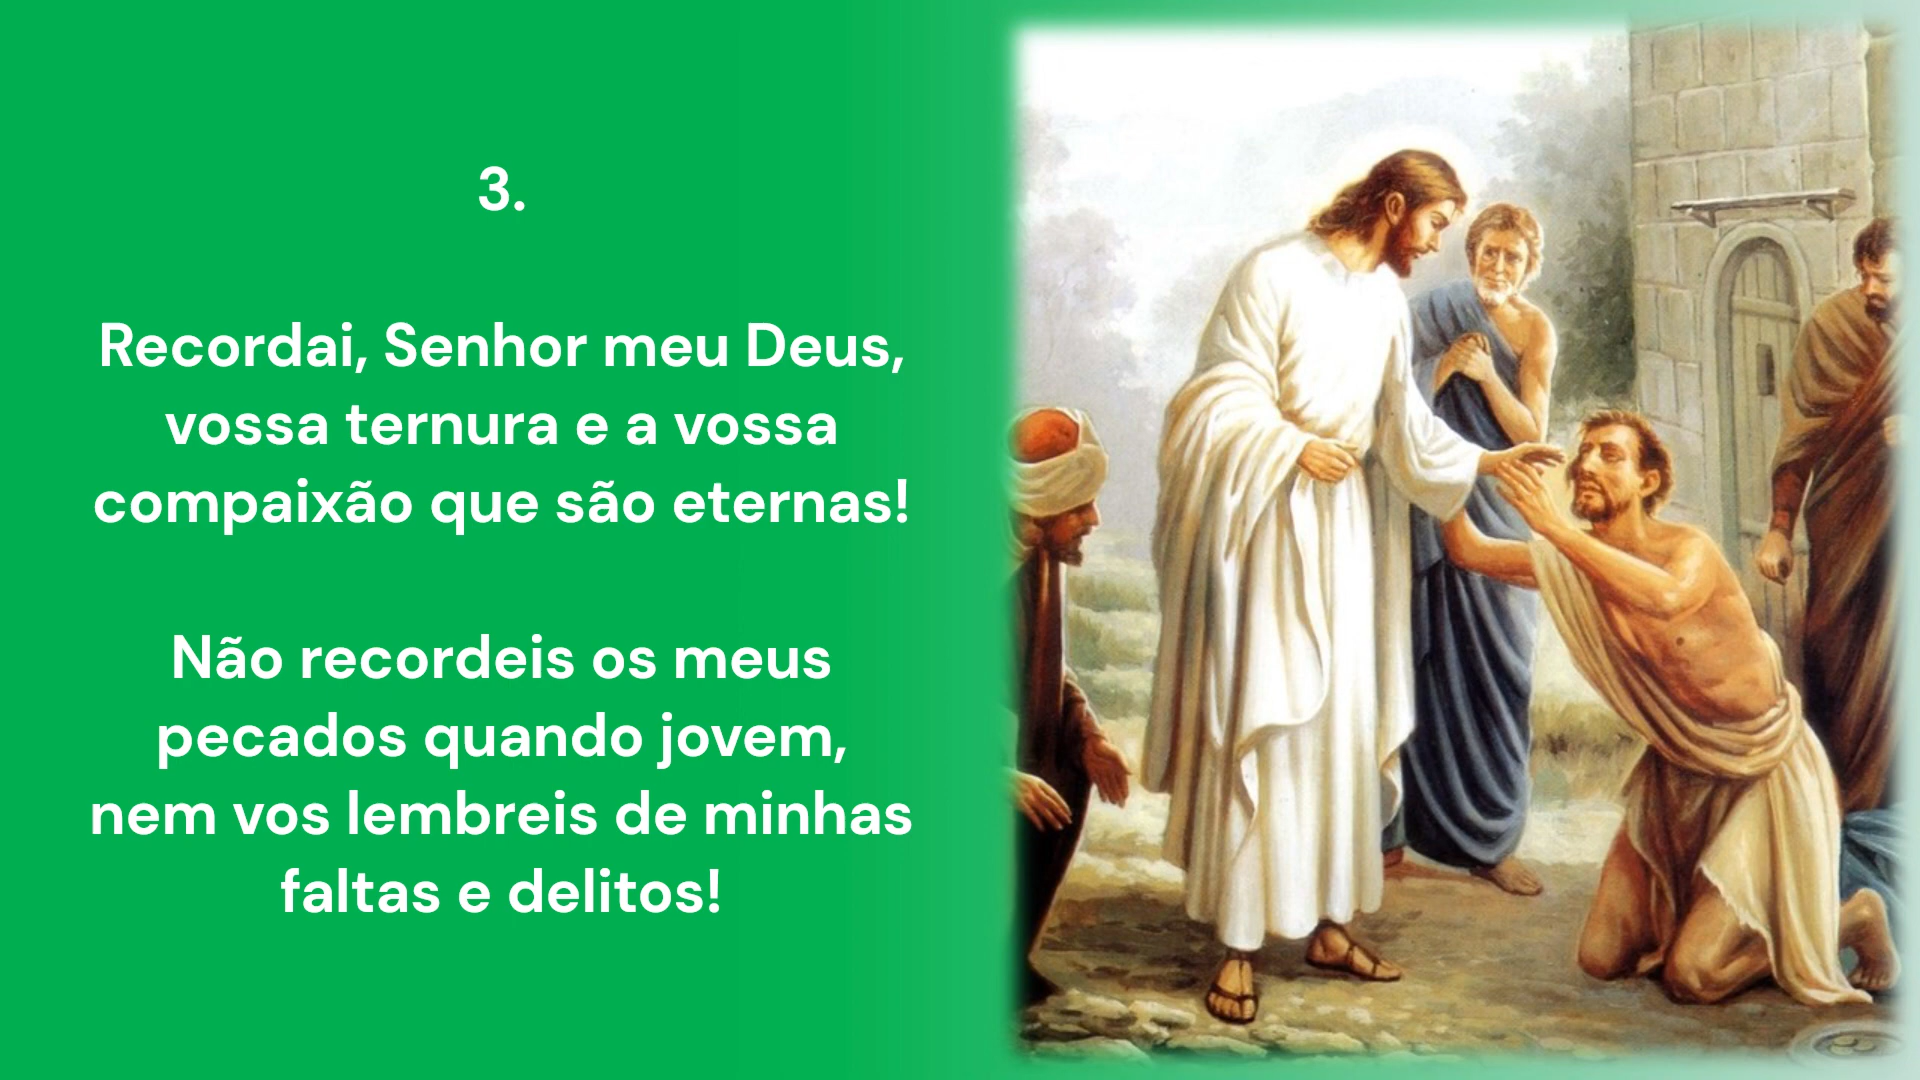 3.
Recordai, Senhor meu Deus,
vossa ternura e a vossa
compaixão que são eternas!
Não recordeis os meus
pecados quando jovem,
nem vos lembreis de minhas
faltas e delitos!